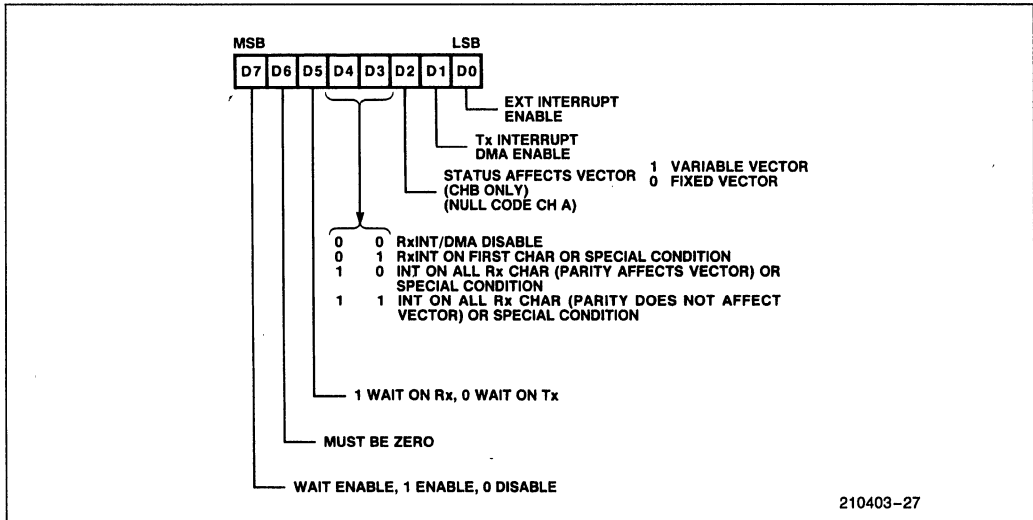 MSB LSB
D7 D6 D5 D4 D3 D2 D1 D0
EXT INTERRUPT
ENABLE
Tx INTERRUPT
DMA ENABLE
STATUS AFFECTS VECTOR 1 VARIABLE VECTOR
(CHB ONLY) 0 FIXED VECTOR
(NULL CODE CH A)
0 0 RxINT/DMA DISABLE
0 1 RxINT ON FIRST CHAR OR SPECIAL CONDITION
1 0 INT ON ALL Rx CHAR (PARITY AFFECTS VECTOR) OR
SPECIAL CONDITION
1 1 INT ON ALL Rx CHAR (PARITY DOES NOT AFFECT
VECTOR) OR SPECIAL CONDITION
1 WAIT ON Rx, 0 WAIT ON Tx
MUST BE ZERO
WAIT ENABLE, 1 ENABLE, 0 DISABLE
210403-27